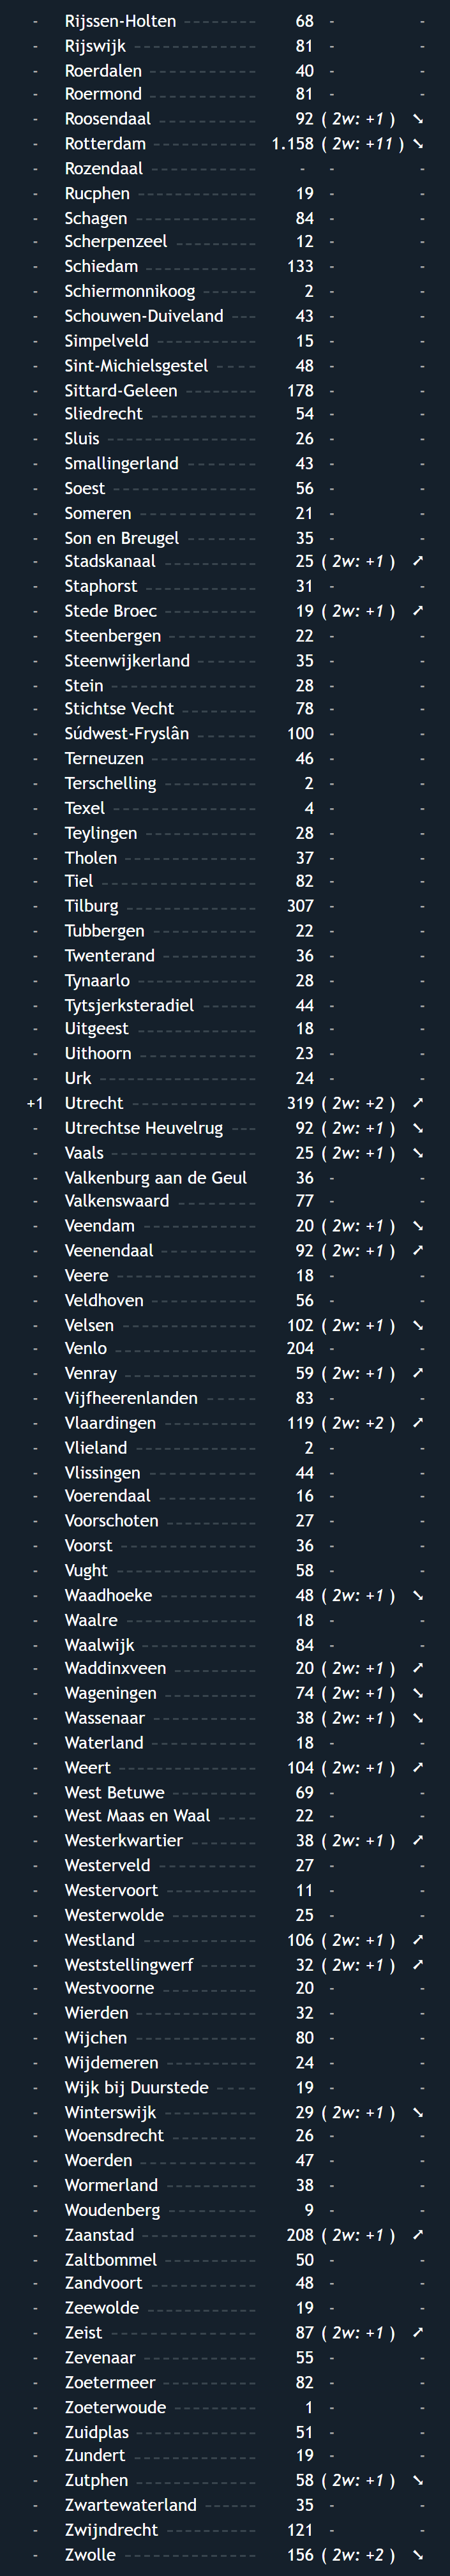 - Rijssen-Holten 68 - -
- Rijswijk 81 - -
- Roerdalen 40 - -
- Roermond 81 - -
- Roosendaal 92 ( 2w: +1 ) ➘
- Rotterdam 1.158 ( 2w: +11 ) ➘
- Rozendaal - - -
- Rucphen 19 - -
- Schagen 84 - -
- Scherpenzeel 12 - -
- Schiedam 133 - -
- Schiermonnikoog 2 - -
- Schouwen-Duiveland 43 - -
- Simpelveld 15 - -
- Sint-Michielsgestel 48 - -
- Sittard-Geleen 178 - -
- Sliedrecht 54 - -
- Sluis 26 - -
- Smallingerland 43 - -
- Soest 56 - -
- Someren 21 - -
- Son en Breugel 35 - -
- Stadskanaal 25 ( 2w: +1 ) ➚
- Staphorst 31 - -
- Stede Broec 19 ( 2w: +1 ) ➚
- Steenbergen 22 - -
- Steenwijkerland 35 - -
- Stein 28 - -
- Stichtse Vecht 78 - -
- Súdwest-Fryslân 100 - -
- Terneuzen 46 - -
- Terschelling 2 - -
- Texel 4 - -
- Teylingen 28 - -
- Tholen 37 - -
- Tiel 82 - -
- Tilburg 307 - -
- Tubbergen 22 - -
- Twenterand 36 - -
- Tynaarlo 28 - -
- Tytsjerksteradiel 44 - -
- Uitgeest 18 - -
- Uithoorn 23 - -
- Urk 24 - -
+1 Utrecht 319 ( 2w: +2 ) ➚
- Utrechtse Heuvelrug 92 ( 2w: +1 ) ➘
- Vaals 25 ( 2w: +1 ) ➘
- Valkenburg aan de Geul 36 - -
- Valkenswaard 77 - -
- Veendam 20 ( 2w: +1 ) ➘
- Veenendaal 92 ( 2w: +1 ) ➚
- Veere 18 - -
- Veldhoven 56 - -
- Velsen 102 ( 2w: +1 ) ➘
- Venlo 204 - -
- Venray 59 ( 2w: +1 ) ➚
- Vijfheerenlanden 83 - -
- Vlaardingen 119 ( 2w: +2 ) ➚
- Vlieland 2 - -
- Vlissingen 44 - -
- Voerendaal 16 - -
- Voorschoten 27 - -
- Voorst 36 - -
- Vught 58 - -
- Waadhoeke 48 ( 2w: +1 ) ➘
- Waalre 18 - -
- Waalwijk 84 - -
- Waddinxveen 20 ( 2w: +1 ) ➚
- Wageningen 74 ( 2w: +1 ) ➘
- Wassenaar 38 ( 2w: +1 ) ➘
- Waterland 18 - -
- Weert 104 ( 2w: +1 ) ➚
- West Betuwe 69 - -
- West Maas en Waal 22 - -
- Westerkwartier 38 ( 2w: +1 ) ➚
- Westerveld 27 - -
- Westervoort 11 - -
- Westerwolde 25 - -
- Westland 106 ( 2w: +1 ) ➚
- Weststellingwerf 32 ( 2w: +1 ) ➚
- Westvoorne 20 - -
- Wierden 32 - -
- Wijchen 80 - -
- Wijdemeren 24 - -
- Wijk bij Duurstede 19 - -
- Winterswijk 29 ( 2w: +1 ) ➘
- Woensdrecht 26 - -
- Woerden 47 - -
- Wormerland 38 - -
- Woudenberg 9 - -
- Zaanstad 208 ( 2w: +1 ) ➚
- Zaltbommel 50 - -
- Zandvoort 48 - -
- Zeewolde 19 - -
- Zeist 87 ( 2w: +1 ) ➚
- Zevenaar 55 - -
- Zoetermeer 82 - -
- Zoeterwoude 1 - -
- Zuidplas 51 - -
- Zundert 19 - -
- Zutphen 58 ( 2w: +1 ) ➘
- Zwartewaterland 35 - -
- Zwijndrecht 121 - -
- Zwolle 156 ( 2w: +2 ) ➘